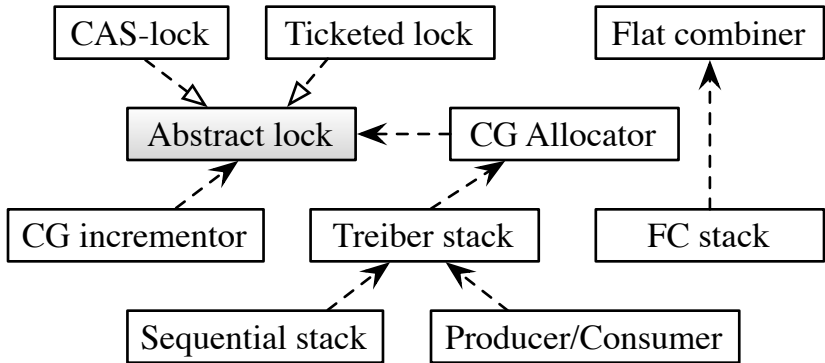 CAS-lock
Ticketed lock
Flat combiner
Abstract lock
CG Allocator
CG incrementor
Treiber stack
FC stack
Sequential stack
Producer/Consumer